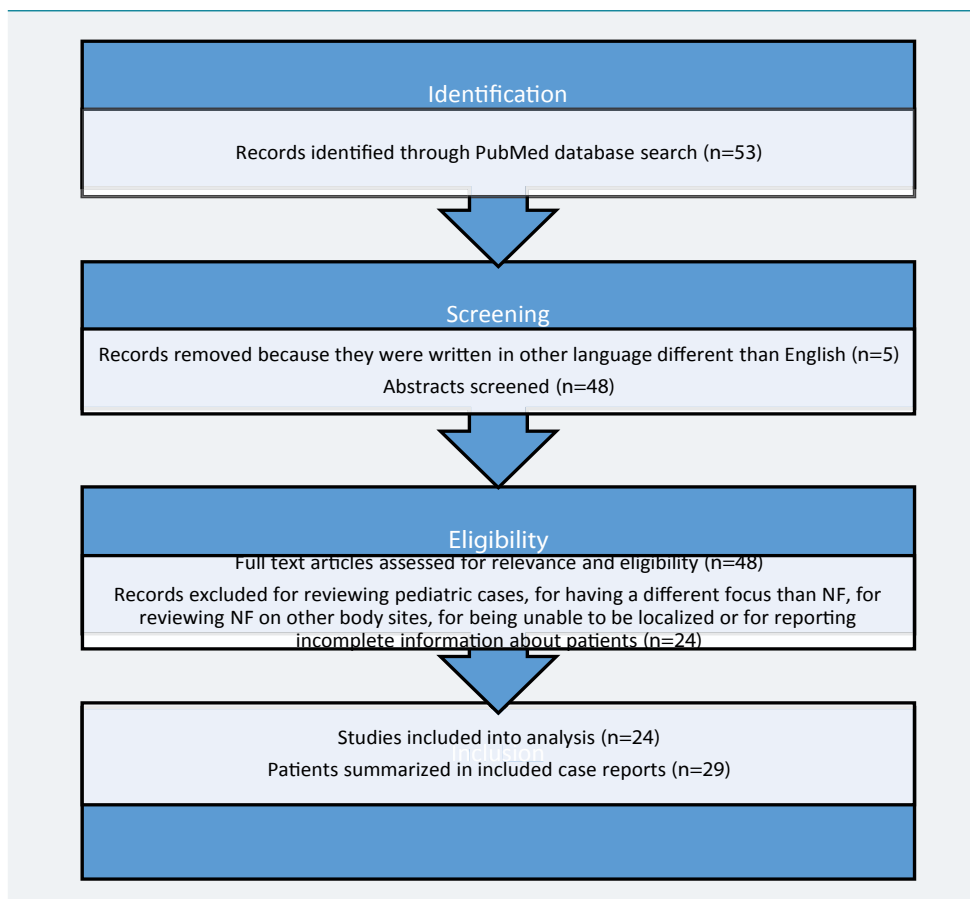 Identification
Records identified through PubMed database search (n=53)
Screening
Records removed because they were written in other language different than English (n=5)
Abstracts screened (n=48)
Eligibility
Full text articles assessed for relevance and eligibility (n=48)
Records excluded for reviewing pediatric cases, for having a different focus than NF, for
reviewing NF on other body sites, for being unable to be localized or for reporting
incomplete information about patients (n=24)
Studies included into analysis (n=24)
Inclusion
Patients summarized in included case reports (n=29)